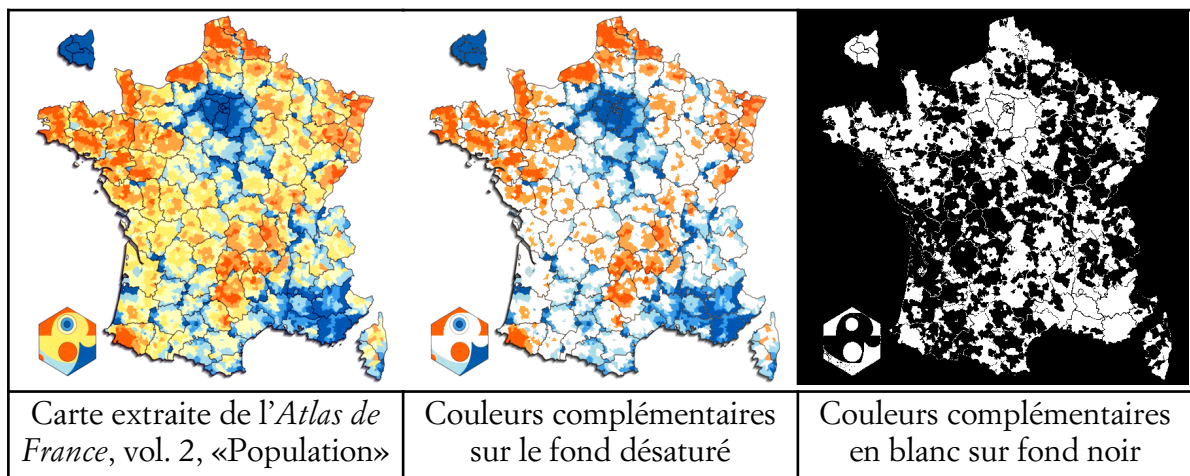 Carte extraite de l'Atlas de
France, vol. 2, «Population»
Couleurs complémentaires
sur le fond désaturé
Couleurs complémentaires
en blanc sur fond noir